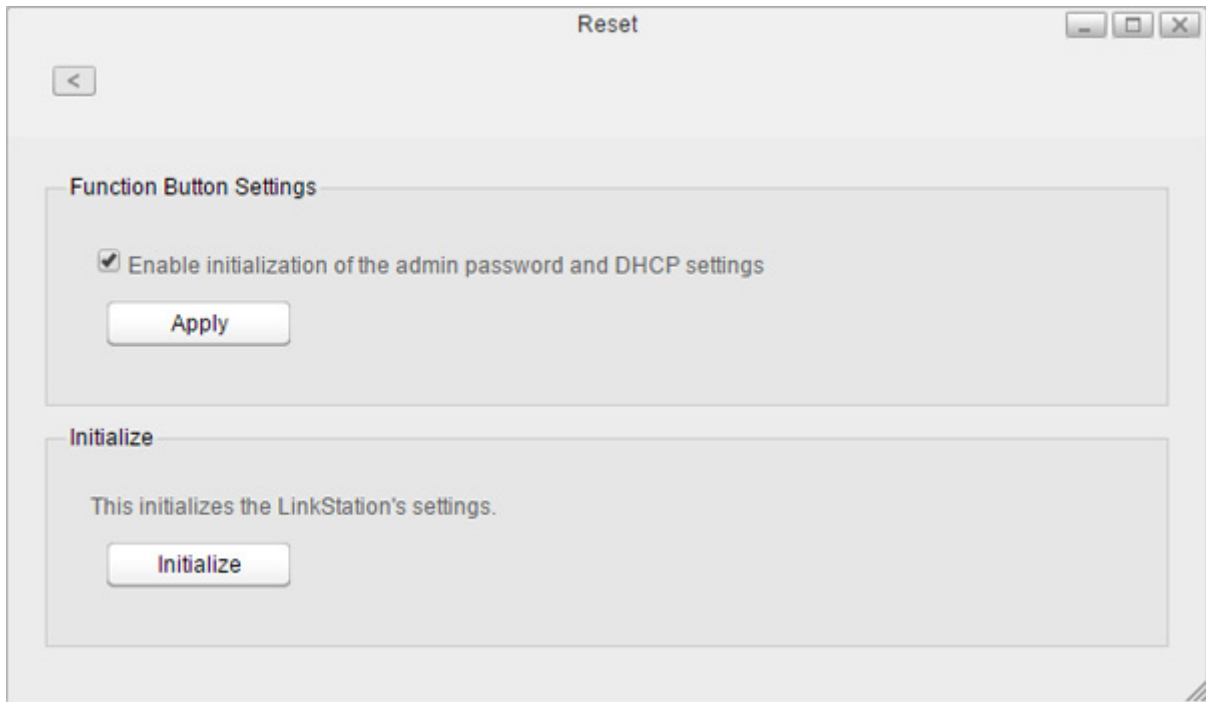 Reset
<
Function Button Settings
Enable initialization of the admin password and DHCP settings
Apply
Initialize
This initializes the LinkStation's settings.
Initialize